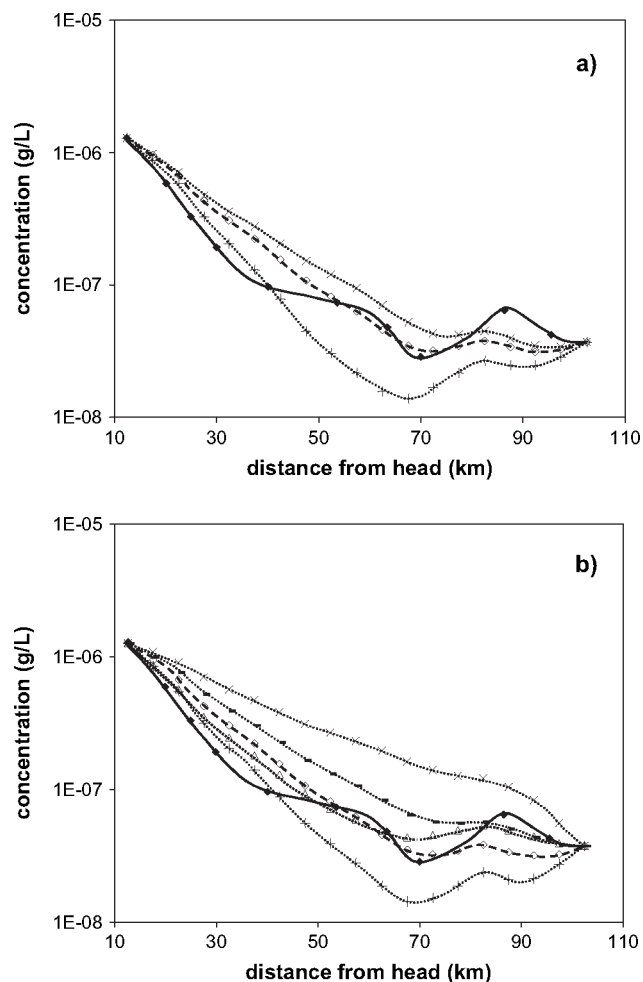 1E-05
a)
1E-06
1E-07
1E-08
concentration (g/L)
10 30 50 70 90 110
distance from head (km)
1E-05
b)
1E-06
1E-07
1E-08
concentration (g/L)
10 30 50 70 90 110
distance from head (km)